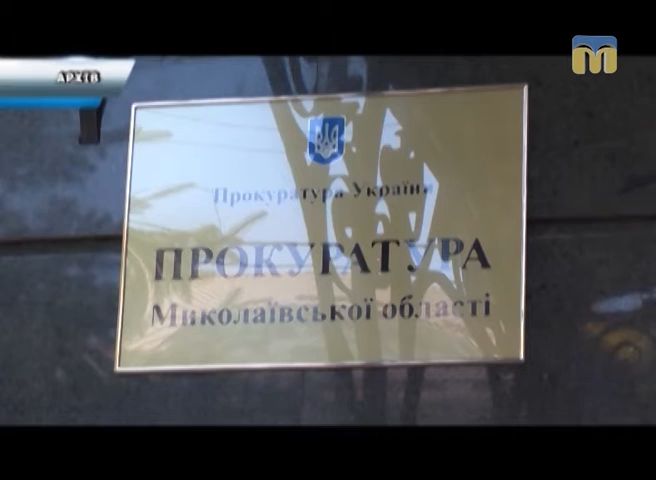 АРХІВ
Прокуратура України
ПРОКУРАТУРА
Миколаївської області